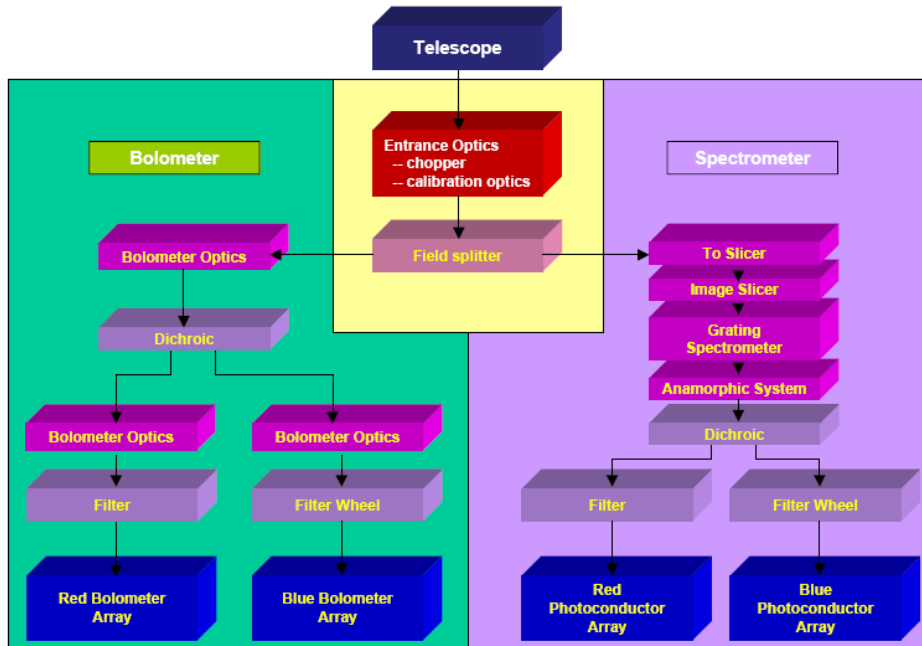 Telescope
Entrance Optics
-- chopper
-- calibration optics
Bolometer
Spectrometer
Field splitter
Bolometer Optics
Dichroic
Bolometer Optics
Bolometer Optics
Filter
Filter Wheel
Red Bolometer
Array
Blue Bolometer
Array
To Slicer
Image Slicer
Grating
Spectrometer
Anamorphic System
Dichroic
Filter
Filter Wheel
Red
Photoconductor
Array
Blue
Photoconductor
Array